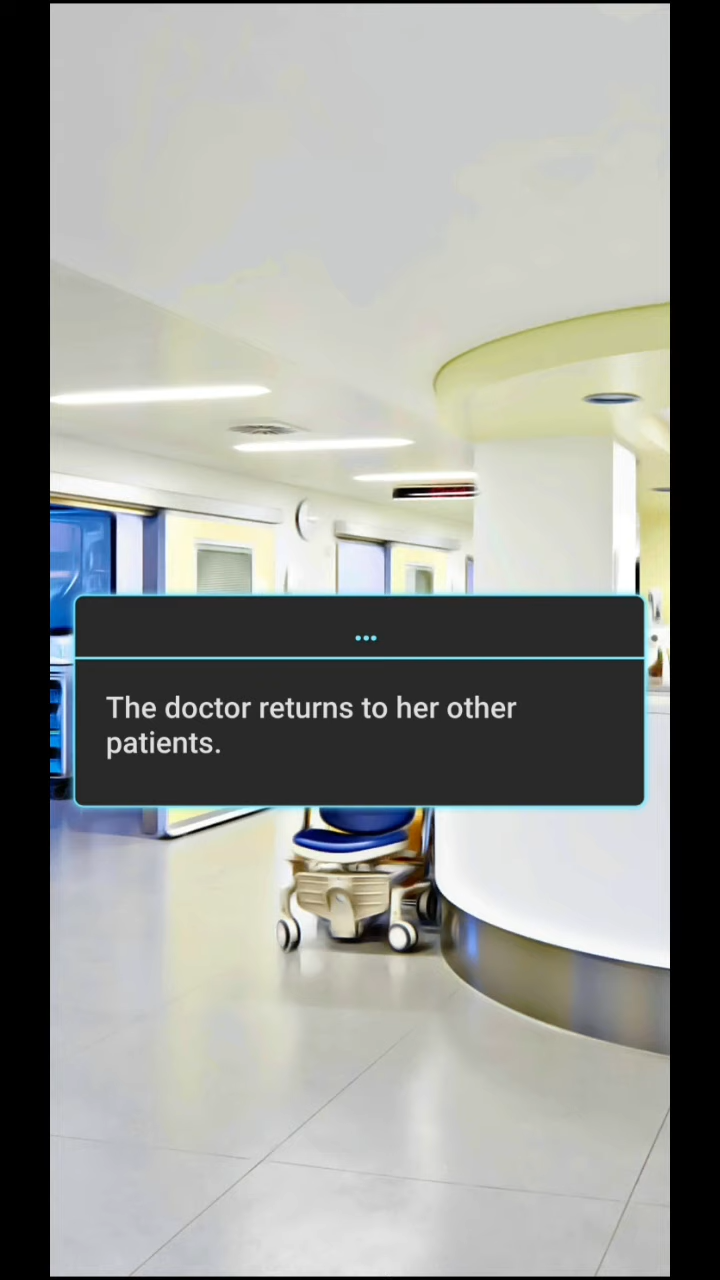 ...
The doctor returns to her other
patients.